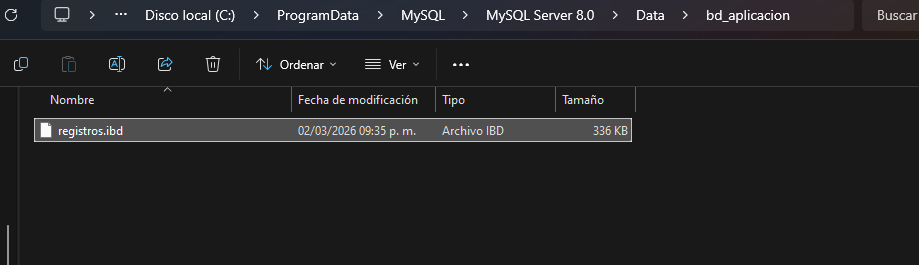 Disco local (C:) > ProgramData > MySQL > MySQL Server 8.0 > Data > bd_aplicacion Buscar
Ordenar Ver
Nombre Fecha de modificación Tipo Tamaño
registros.ibd 02/03/2026 09:35 p. m. Archivo IBD 336 KB